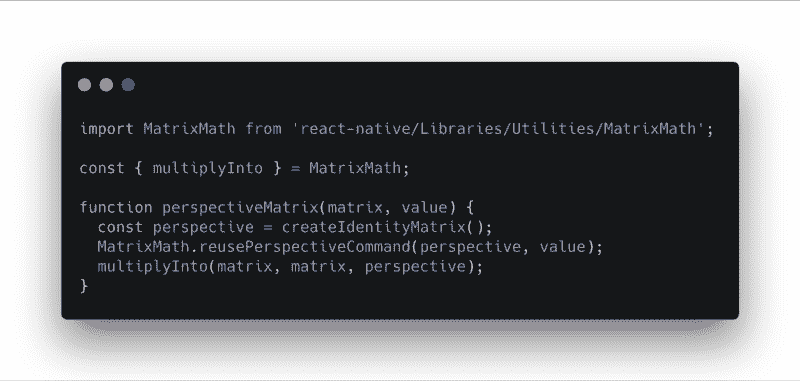 import MatrixMath from 'react-native/Libraries/Utilities/MatrixMath';
const { multiplyInto } = MatrixMath;
function perspectiveMatrix(matrix, value) {
  const perspective = createIdentityMatrix();
  MatrixMath.reusePerspectiveCommand(perspective, value);
  multiplyInto(matrix, matrix, perspective);
}